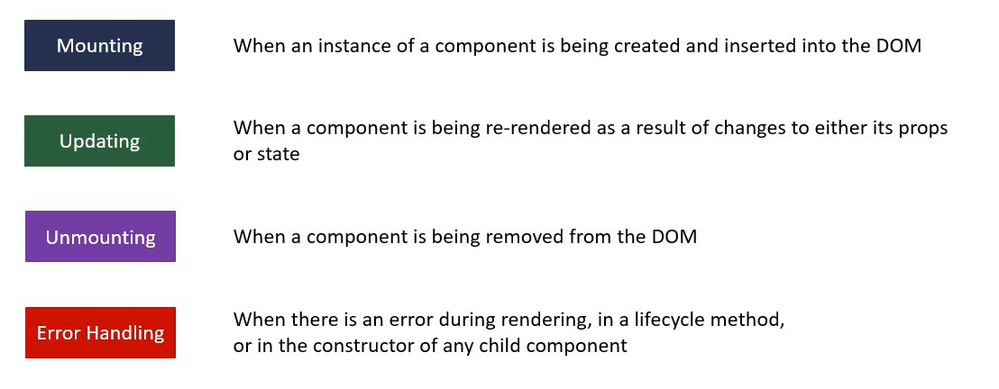 Mounting
When an instance of a component is being created and inserted into the DOM
Updating
When a component is being re-rendered as a result of changes to either its props
or state
Unmounting
When a component is being removed from the DOM
Error Handling
When there is an error during rendering, in a lifecycle method,
or in the constructor of any child component